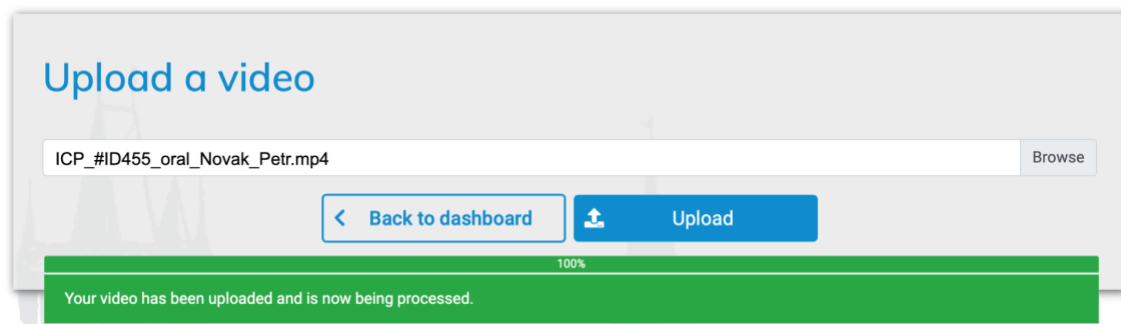 Upload a video
ICP_#ID455_oral_Novak_Petr.mp4
Browse
Back to dashboard
Upload
100%
Your video has been uploaded and is now being processed.